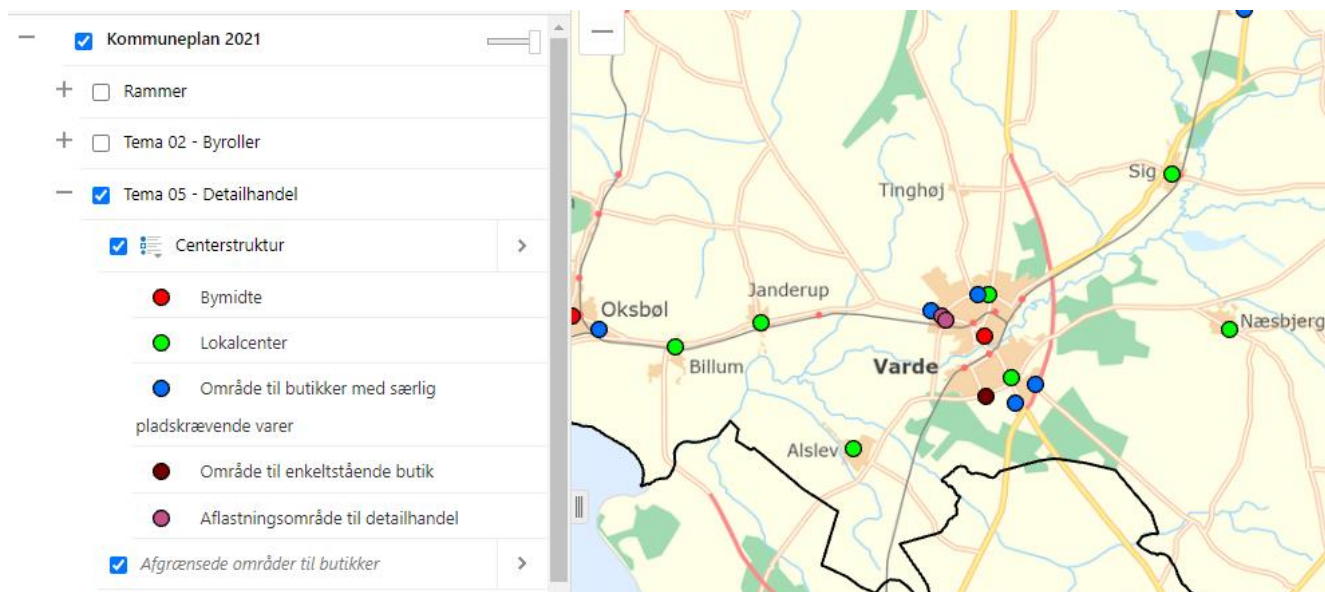 Kommuneplan 2021
Rammer
Tema 02 - Byroller
Tema 05 - Detailhandel
Centerstruktur
Bymidte
Lokalcenter
Område til butikker med særlig
pladskrævende varer
Område til enkeltstående butik
Aflastningsområde til detailhandel
Afgrænsede områder til butikker
Sig
Tinghøj
Janderup
Oksbøl
Næsbjerg
Billum
Varde
Alslev